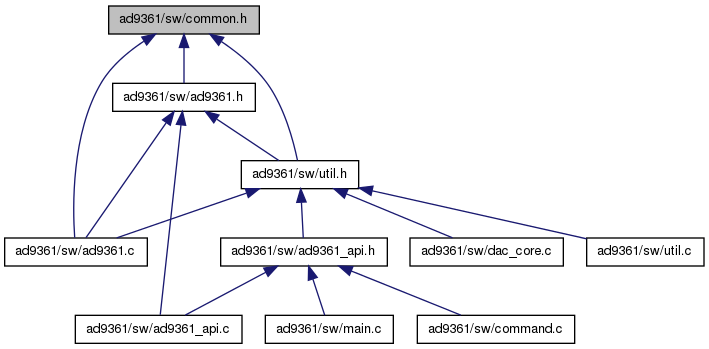 ad9361/sw/common.h
ad9361/sw/ad9361.h
ad9361/sw/util.h
ad9361/sw/ad9361.c
ad9361/sw/ad9361_api.h
ad9361/sw/dac_core.c
ad9361/sw/util.c
ad9361/sw/ad9361_api.c
ad9361/sw/main.c
ad9361/sw/command.c